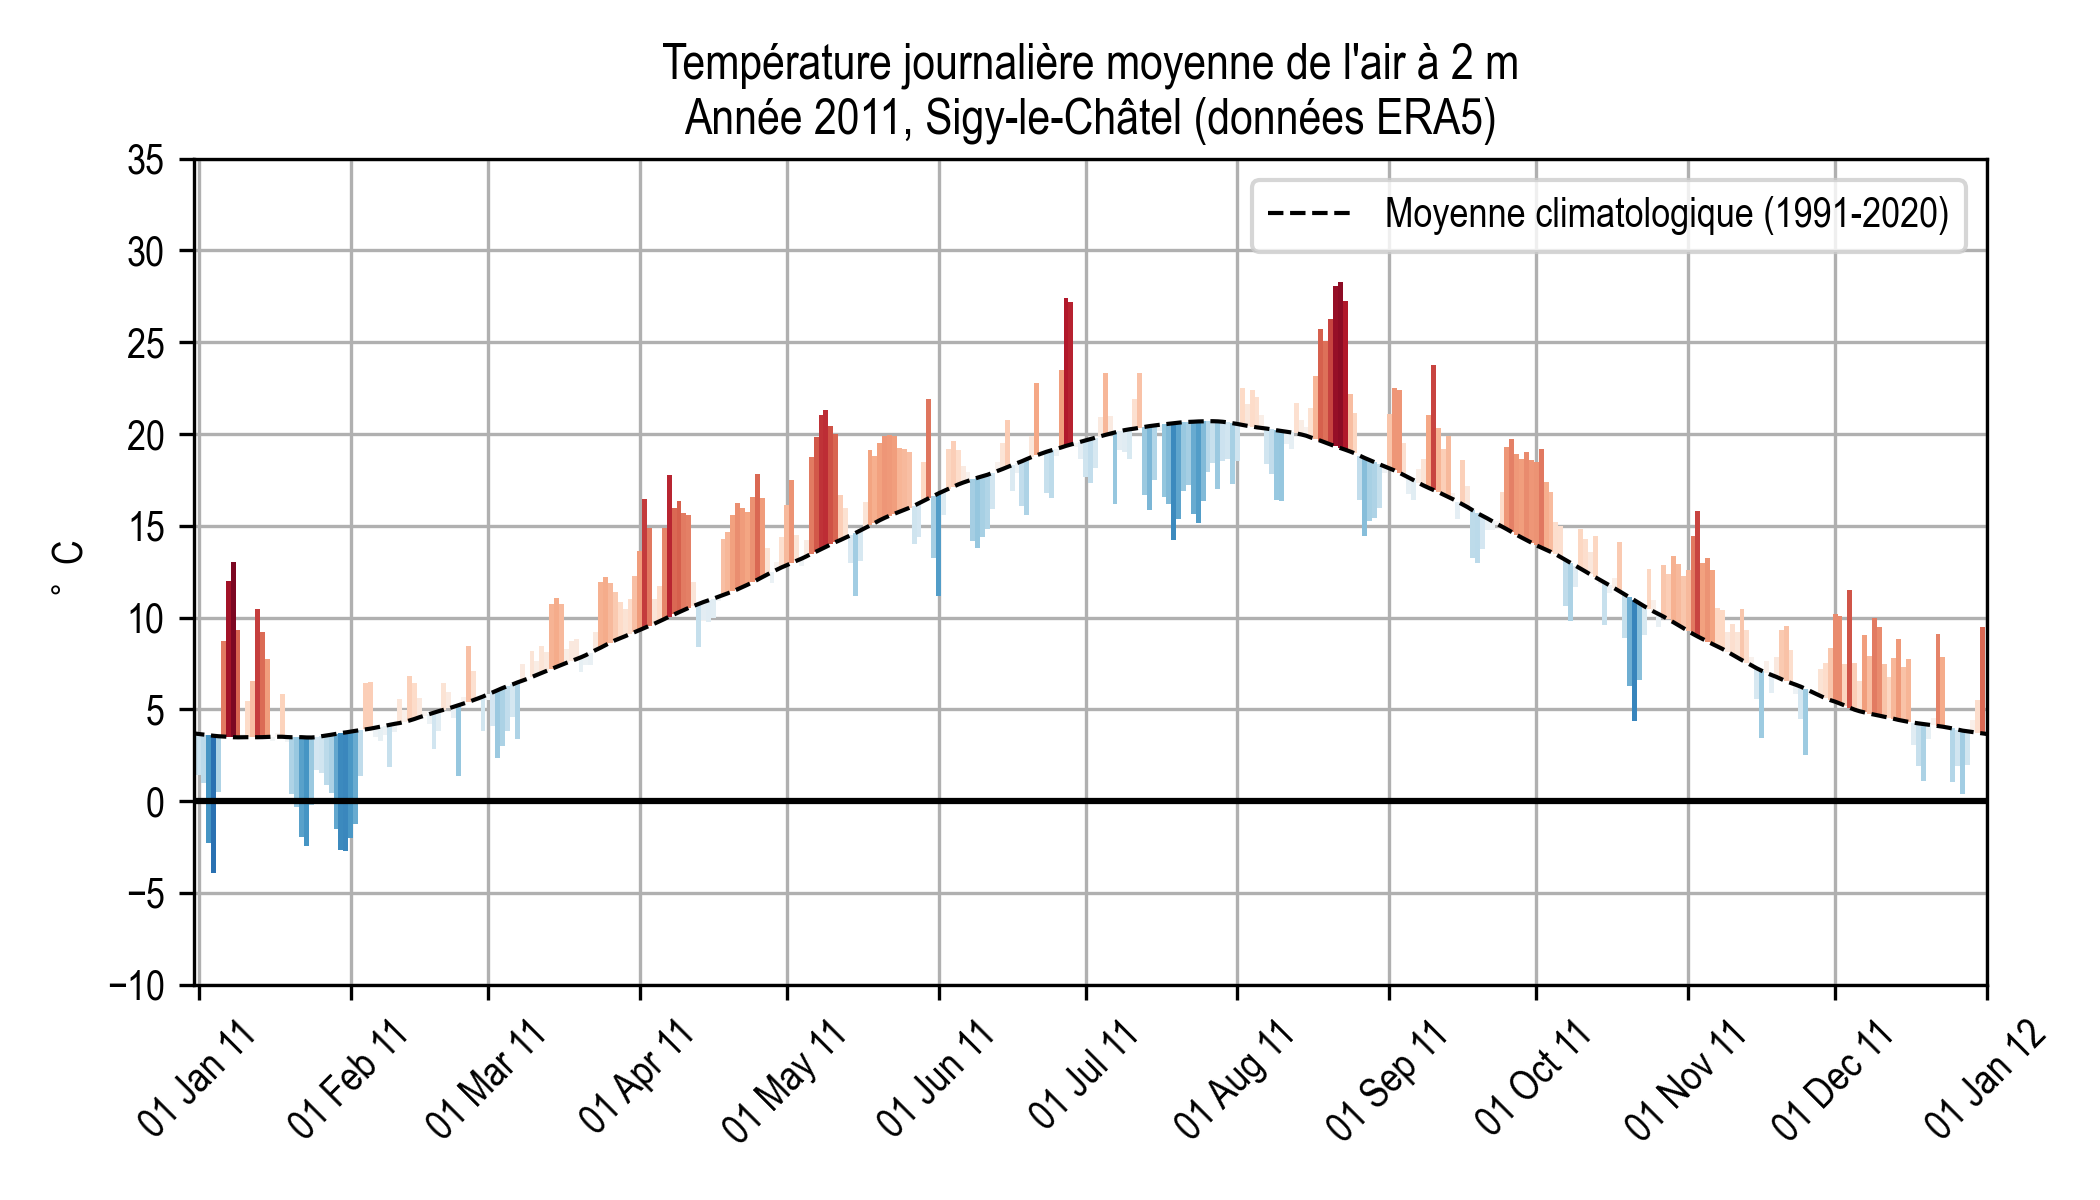 Température journalière moyenne de l'air à 2 m
Année 2011, Sigy-le-Châtel (données ERA5)
35
30
25
20
15
10
5
0
−5
−10
° C
Moyenne climatologique (1991-2020)
01 Jan 11
01 Feb 11
01 Mar 11
01 Apr 11
01 May 11
01 Jun 11
01 Jul 11
01 Aug 11
01 Sep 11
01 Oct 11
01 Nov 11
01 Dec 11
01 Jan 12